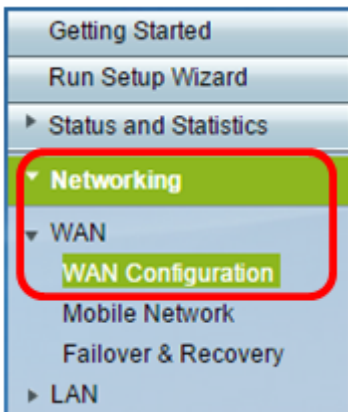 Getting Started
Run Setup Wizard
Status and Statistics
Networking
WAN
WAN Configuration
Mobile Network
Failover & Recovery
LAN